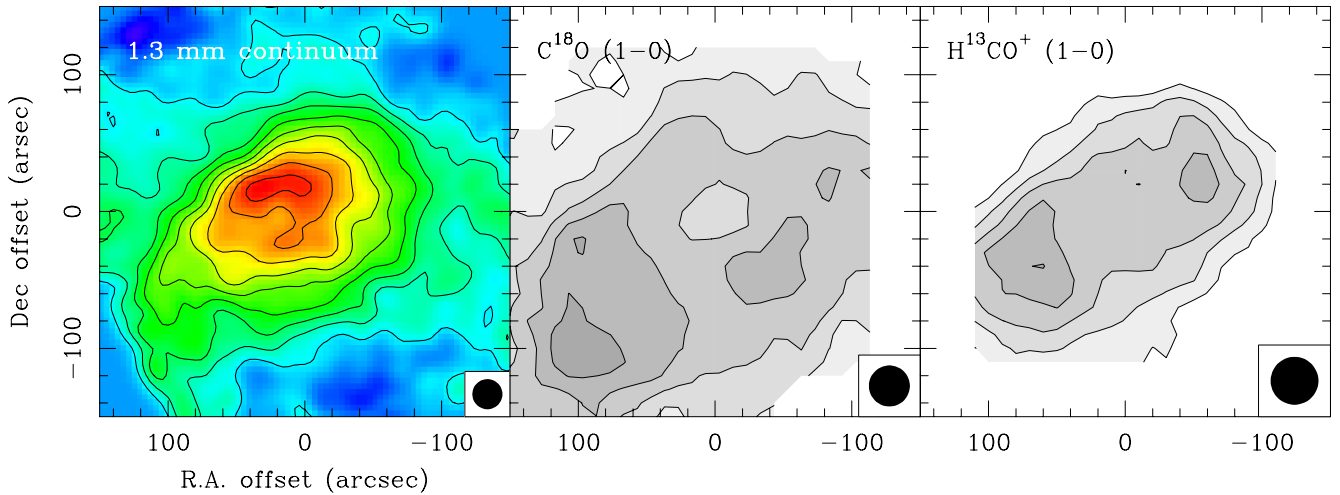 1.3 mm continuum
C¹⁸O (1−0)
H¹³CO⁺ (1−0)
Dec offset (arsec)
100
0
−100
100 0 −100
100 0 −100
100 0 −100
R.A. offset (arcsec)